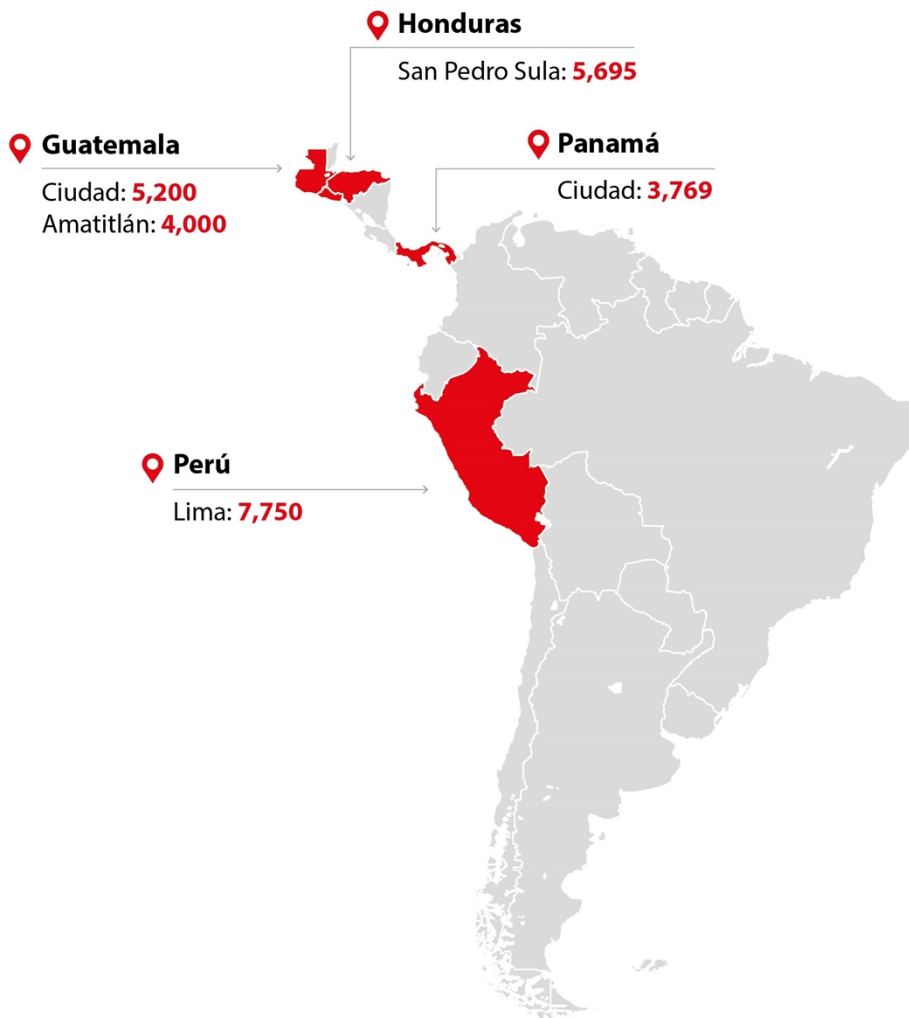 Honduras
San Pedro Sula: 5,695
Guatemala
Ciudad: 5,200
Amatitlán: 4,000
Panamá
Ciudad: 3,769
Perú
Lima: 7,750